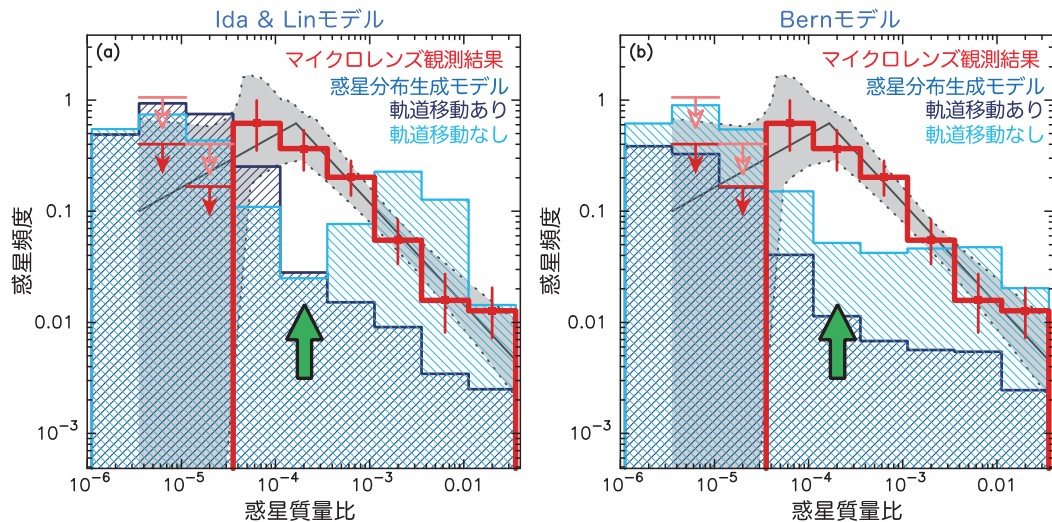 Ida & Linモデル
(a)
マイクロレンズ観測結果
惑星分布生成モデル
軌道移動あり
軌道移動なし
惑星頻度
1
0.1
0.01
10⁻³
10⁻⁶ 10⁻⁵ 10⁻⁴ 10⁻³ 0.01
惑星質量比
Bernモデル
(b)
マイクロレンズ観測結果
惑星分布生成モデル
軌道移動あり
軌道移動なし
惑星頻度
1
0.1
0.01
10⁻³
10⁻⁶ 10⁻⁵ 10⁻⁴ 10⁻³ 0.01
惑星質量比